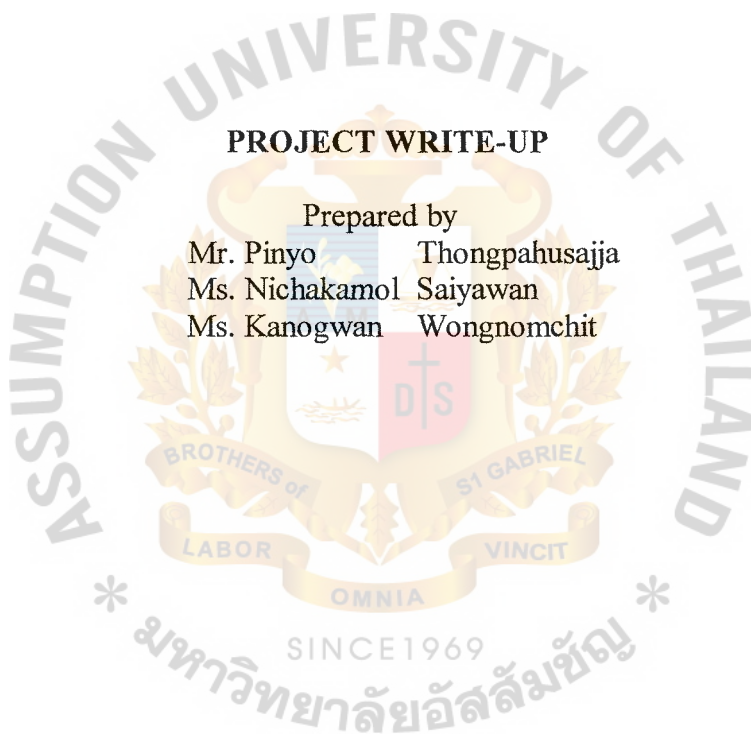 ASSUMPTION UNIVERSITY OF THAILAND
PROJECT WRITE-UP
Prepared by
Mr. Pinyo Thongpahusajja
Ms. Nichakamol Saiyawan
Ms. Kanogwan Wongnomchit
A M
D S
BROTHERS of S1 GABRIEL
LABOR VINCIT
OMNIA
* SINCE1969 *
มหาวิทยาลัยอัสสัมชัญ